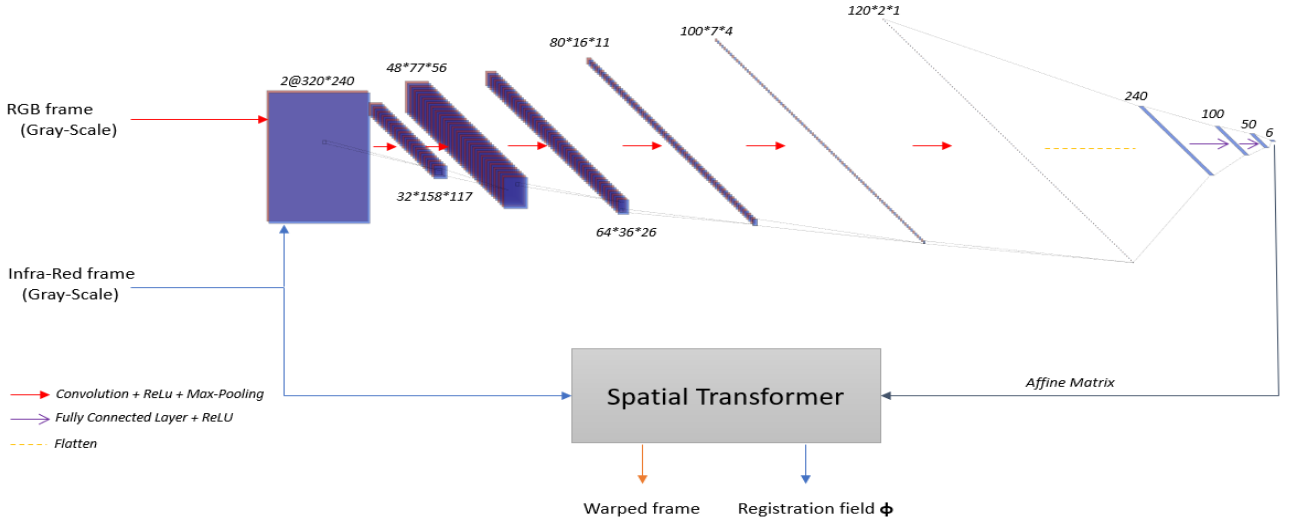 120*2*1
100*7*4
80*16*11
48*77*56
2@320*240
240
100
50
6
RGB frame
(Gray-Scale)
32*158*117
64*36*26
Infra-Red frame
(Gray-Scale)
Convolution + ReLu + Max-Pooling
Fully Connected Layer + ReLU
Flatten
Spatial Transformer
Affine Matrix
Warped frame
Registration field ϕ